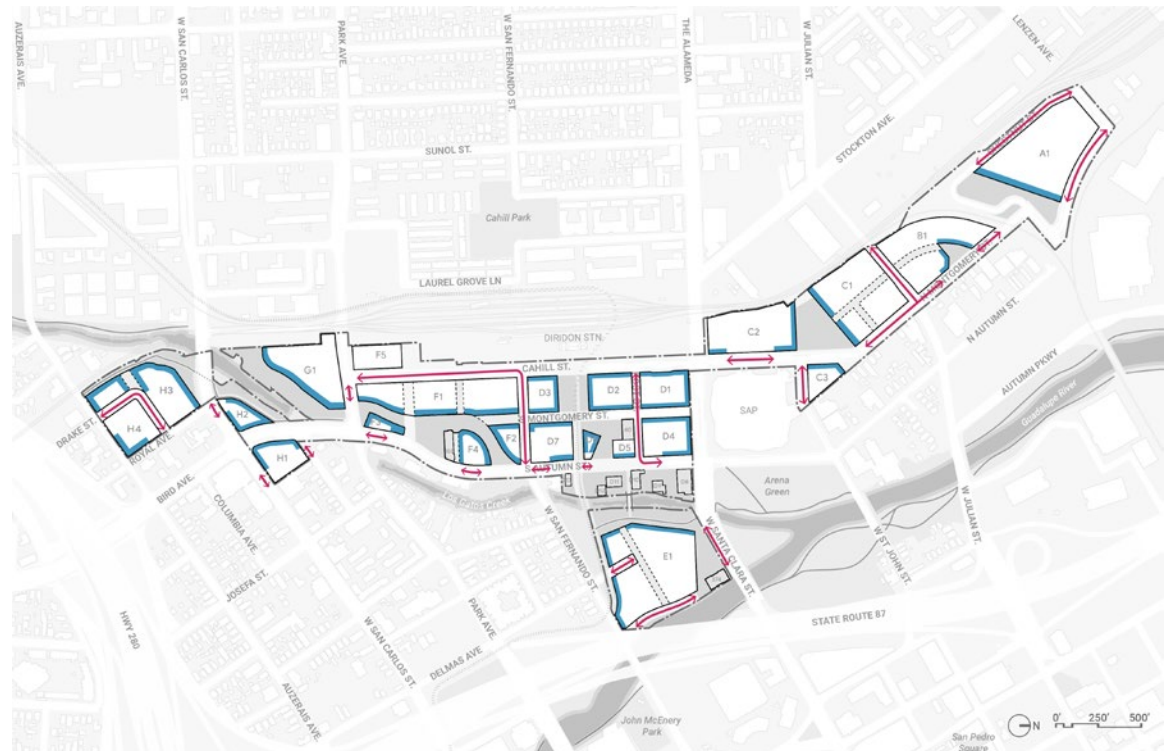 AUZERAIS AVE.
W SAN CARLOS ST.
PARK AVE.
W SAN FERNANDO ST.
THE ALAMEDA
W JULIAN ST.
LENZEN AVE.
STOCKTON AVE.
SUNOL ST.
A1
Cahill Park
B1
MONTGOMERY
LAUREL GROVE LN
C1
N AUTUMN ST.
DIRIDON STN.
C2
F5
CAHILL ST.
G1
AUTUMN PKWY
Guadalupe River
H3
D3
D2
D1
C3
F1
SAP
H2
MONTGOMERY ST.
DRAKE ST.
H4
F2
D7
D5
D4
ROYAL AVE.
F4
H1
S AUTUMN ST.
Arena
Green
BIRD AVE.
Los Gatos Creek
COLUMBIA AVE.
W SAN FERNANDO ST.
W SANTA CLARA ST.
W ST JOHN ST.
W JULIAN ST.
E1
JOSEFA ST.
HWY 280
PARK AVE.
STATE ROUTE 87
W SAN CARLOS ST.
DELMAS AVE.
AUZERAIS AVE.
John McEnery
Park
N
0' 250' 500'
San Pedro
Square